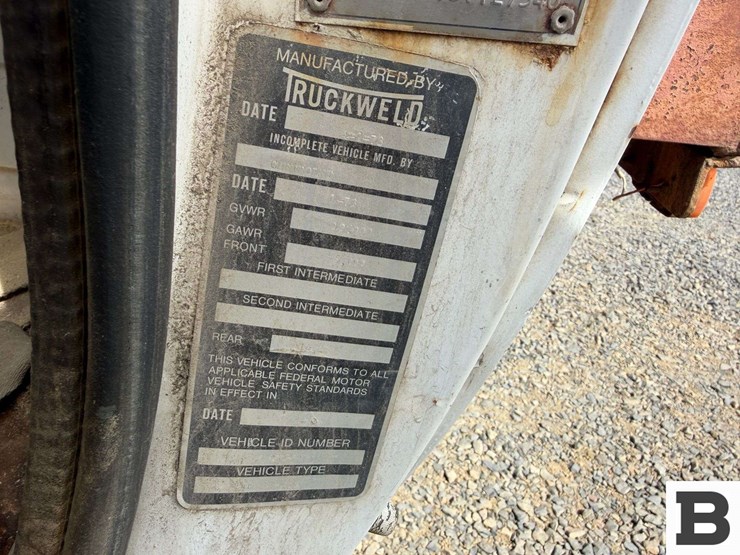 MANUFACTURED BY
TRUCKWELD
DATE
INCOMPLETE VEHICLE MFD. BY
DATE
GVWR
GAWR
FRONT
FIRST INTERMEDIATE
SECOND INTERMEDIATE
REAR
THIS VEHICLE CONFORMS TO ALL
APPLICABLE FEDERAL MOTOR
VEHICLE SAFETY STANDARDS
IN EFFECT IN
DATE
VEHICLE ID NUMBER
VEHICLE TYPE
B